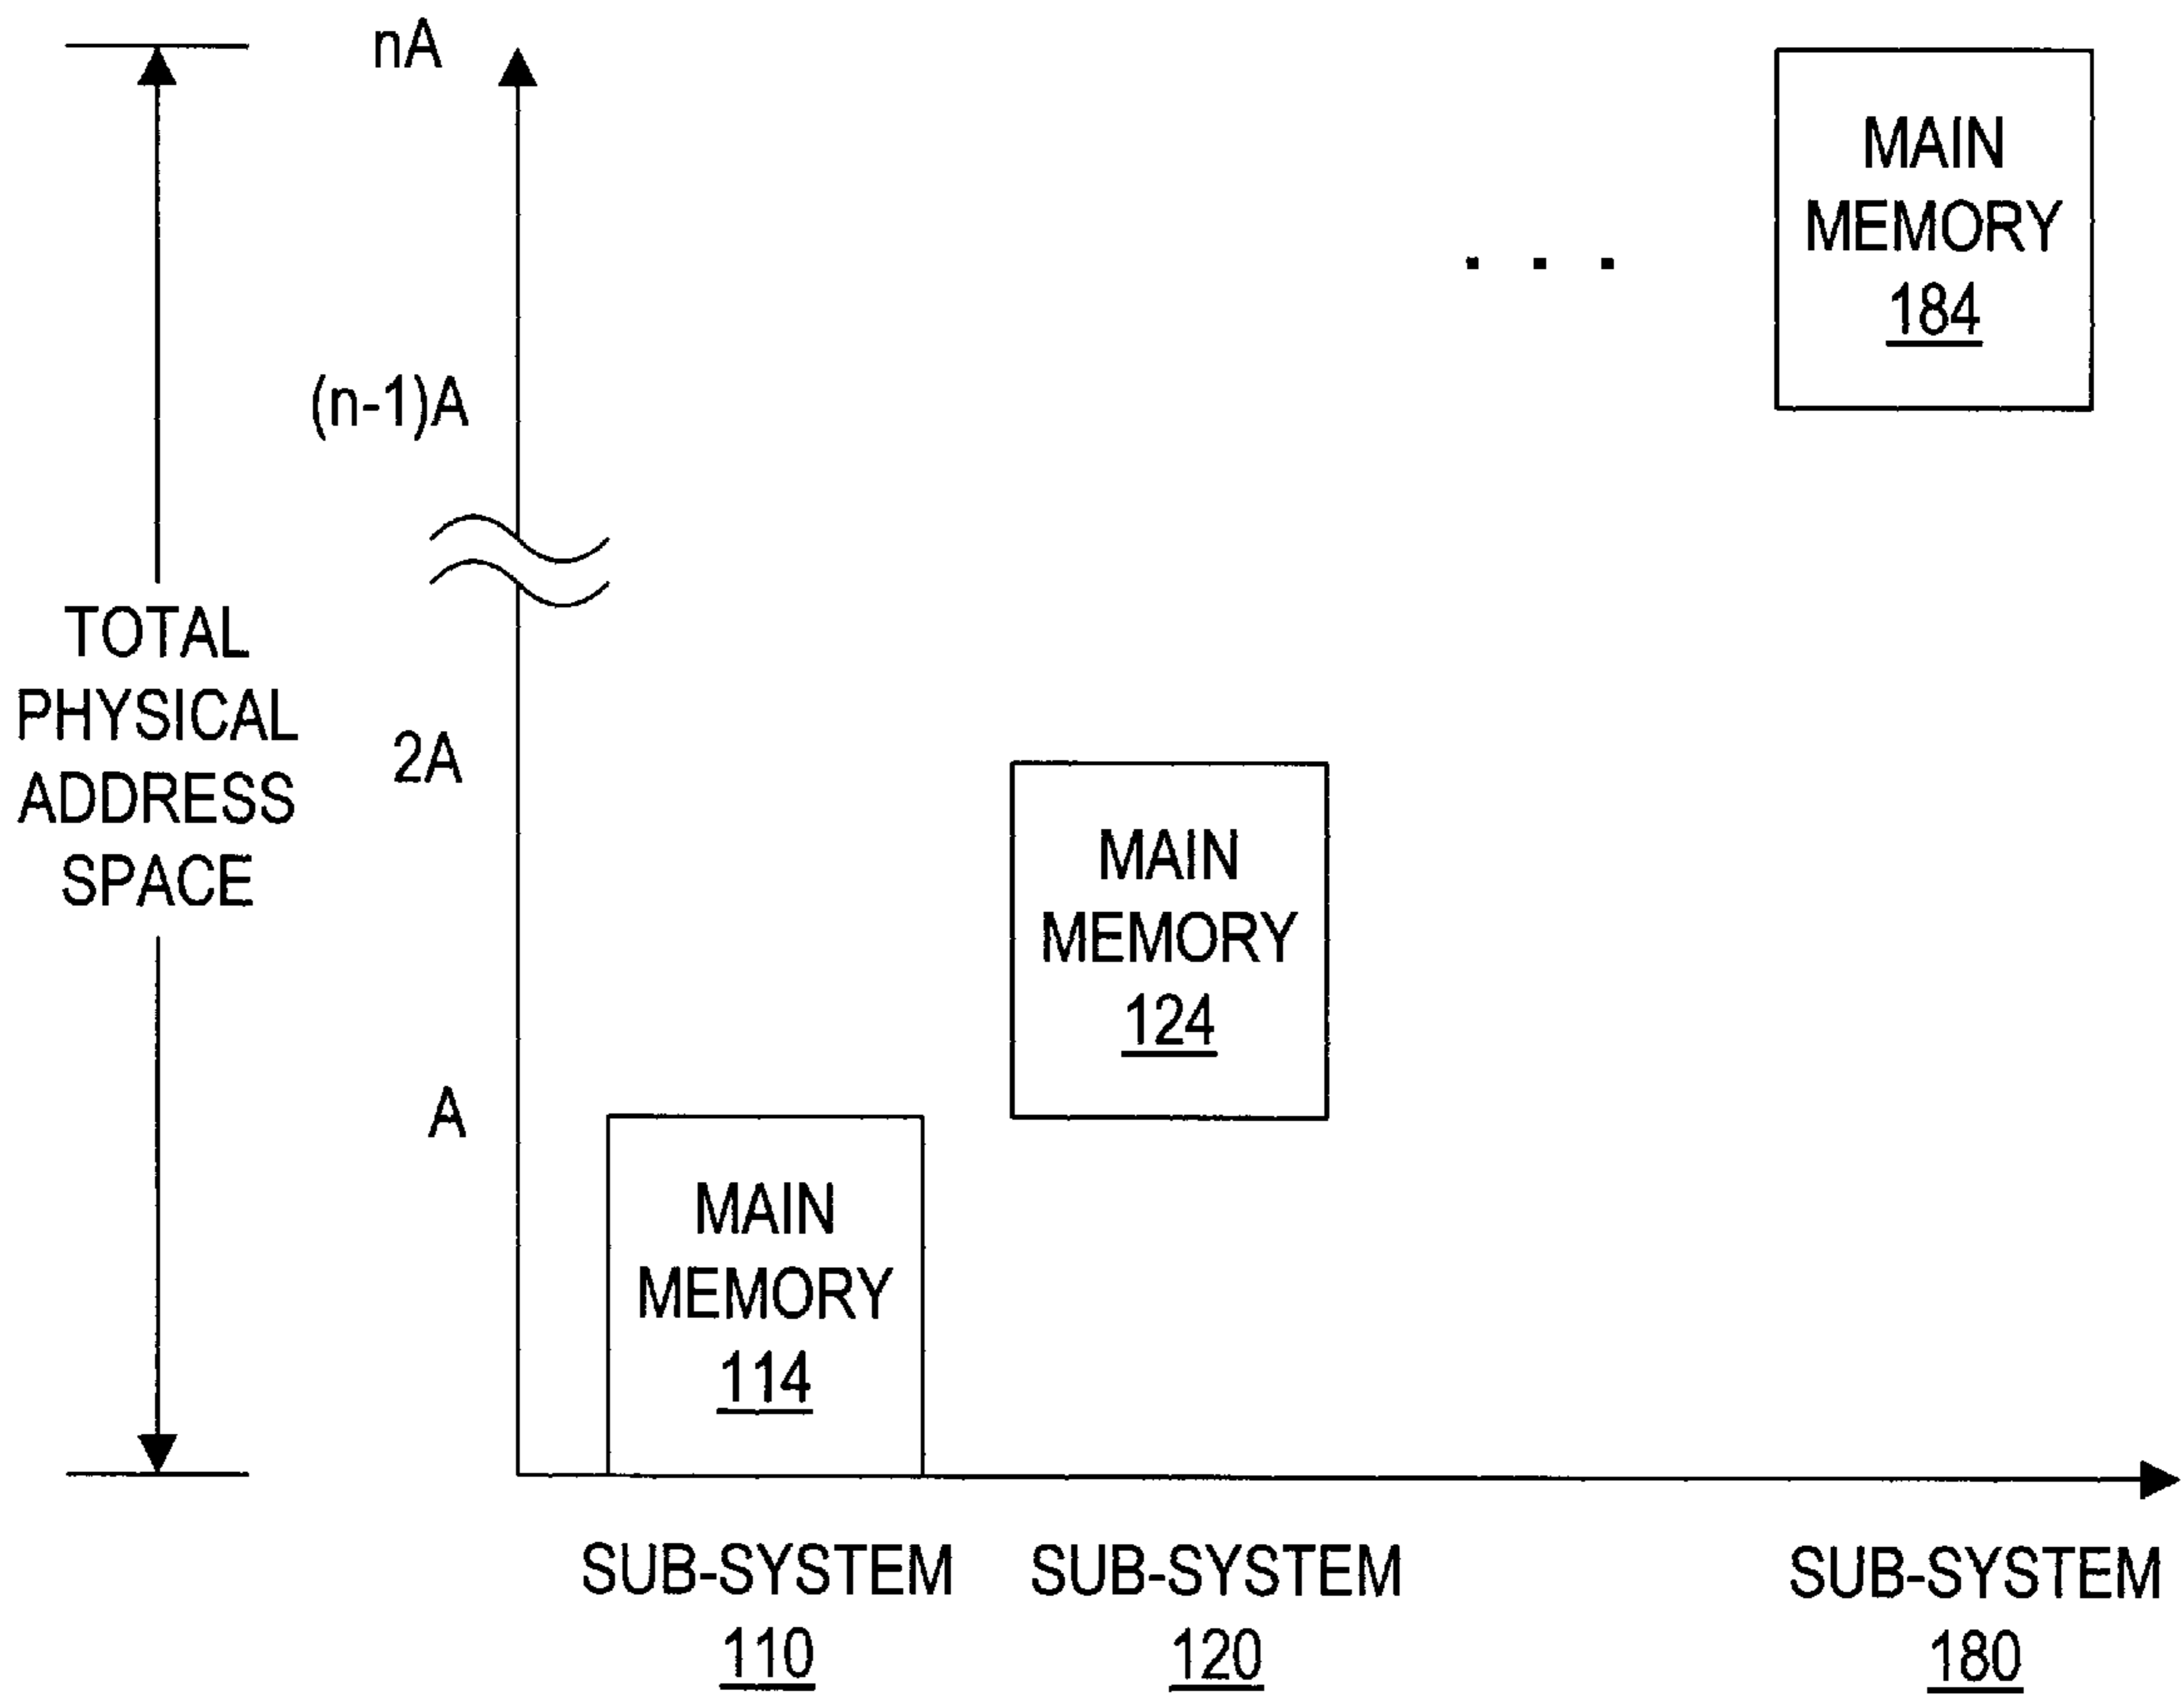 nA
MAIN
MEMORY
184
. . .
(n-1)A
TOTAL
PHYSICAL
ADDRESS
SPACE
2A
MAIN
MEMORY
124
A
MAIN
MEMORY
114
SUB-SYSTEM
110
SUB-SYSTEM
120
SUB-SYSTEM
180